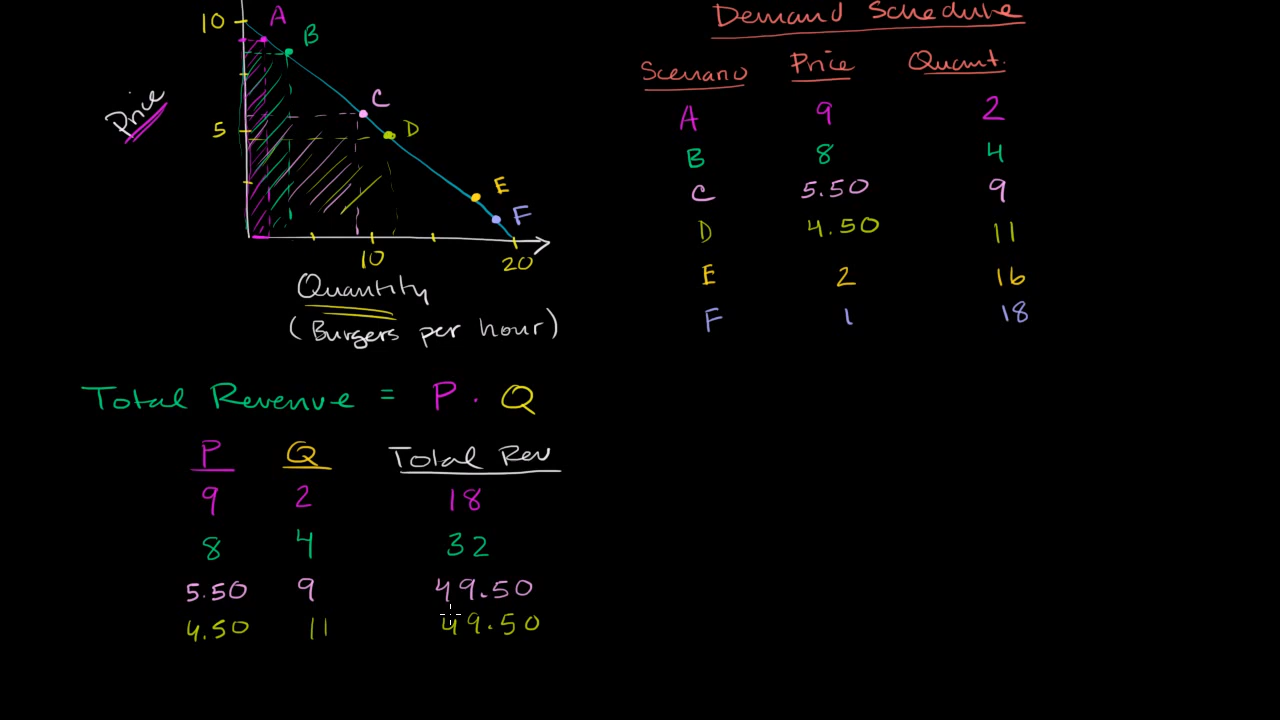 10
A
B
C
5
D
E
F
Price
10
20
Quantity
(Burgers per hour)
Demand Schedule
Scenario Price Quant.
A 9 2
B 8 4
C 5.50 9
D 4.50 11
E 2 16
F 1 18
Total Revenue = P · Q
P Q Total Rev
9 2 18
8 4 32
5.50 9 49.50
4.50 11 49.50